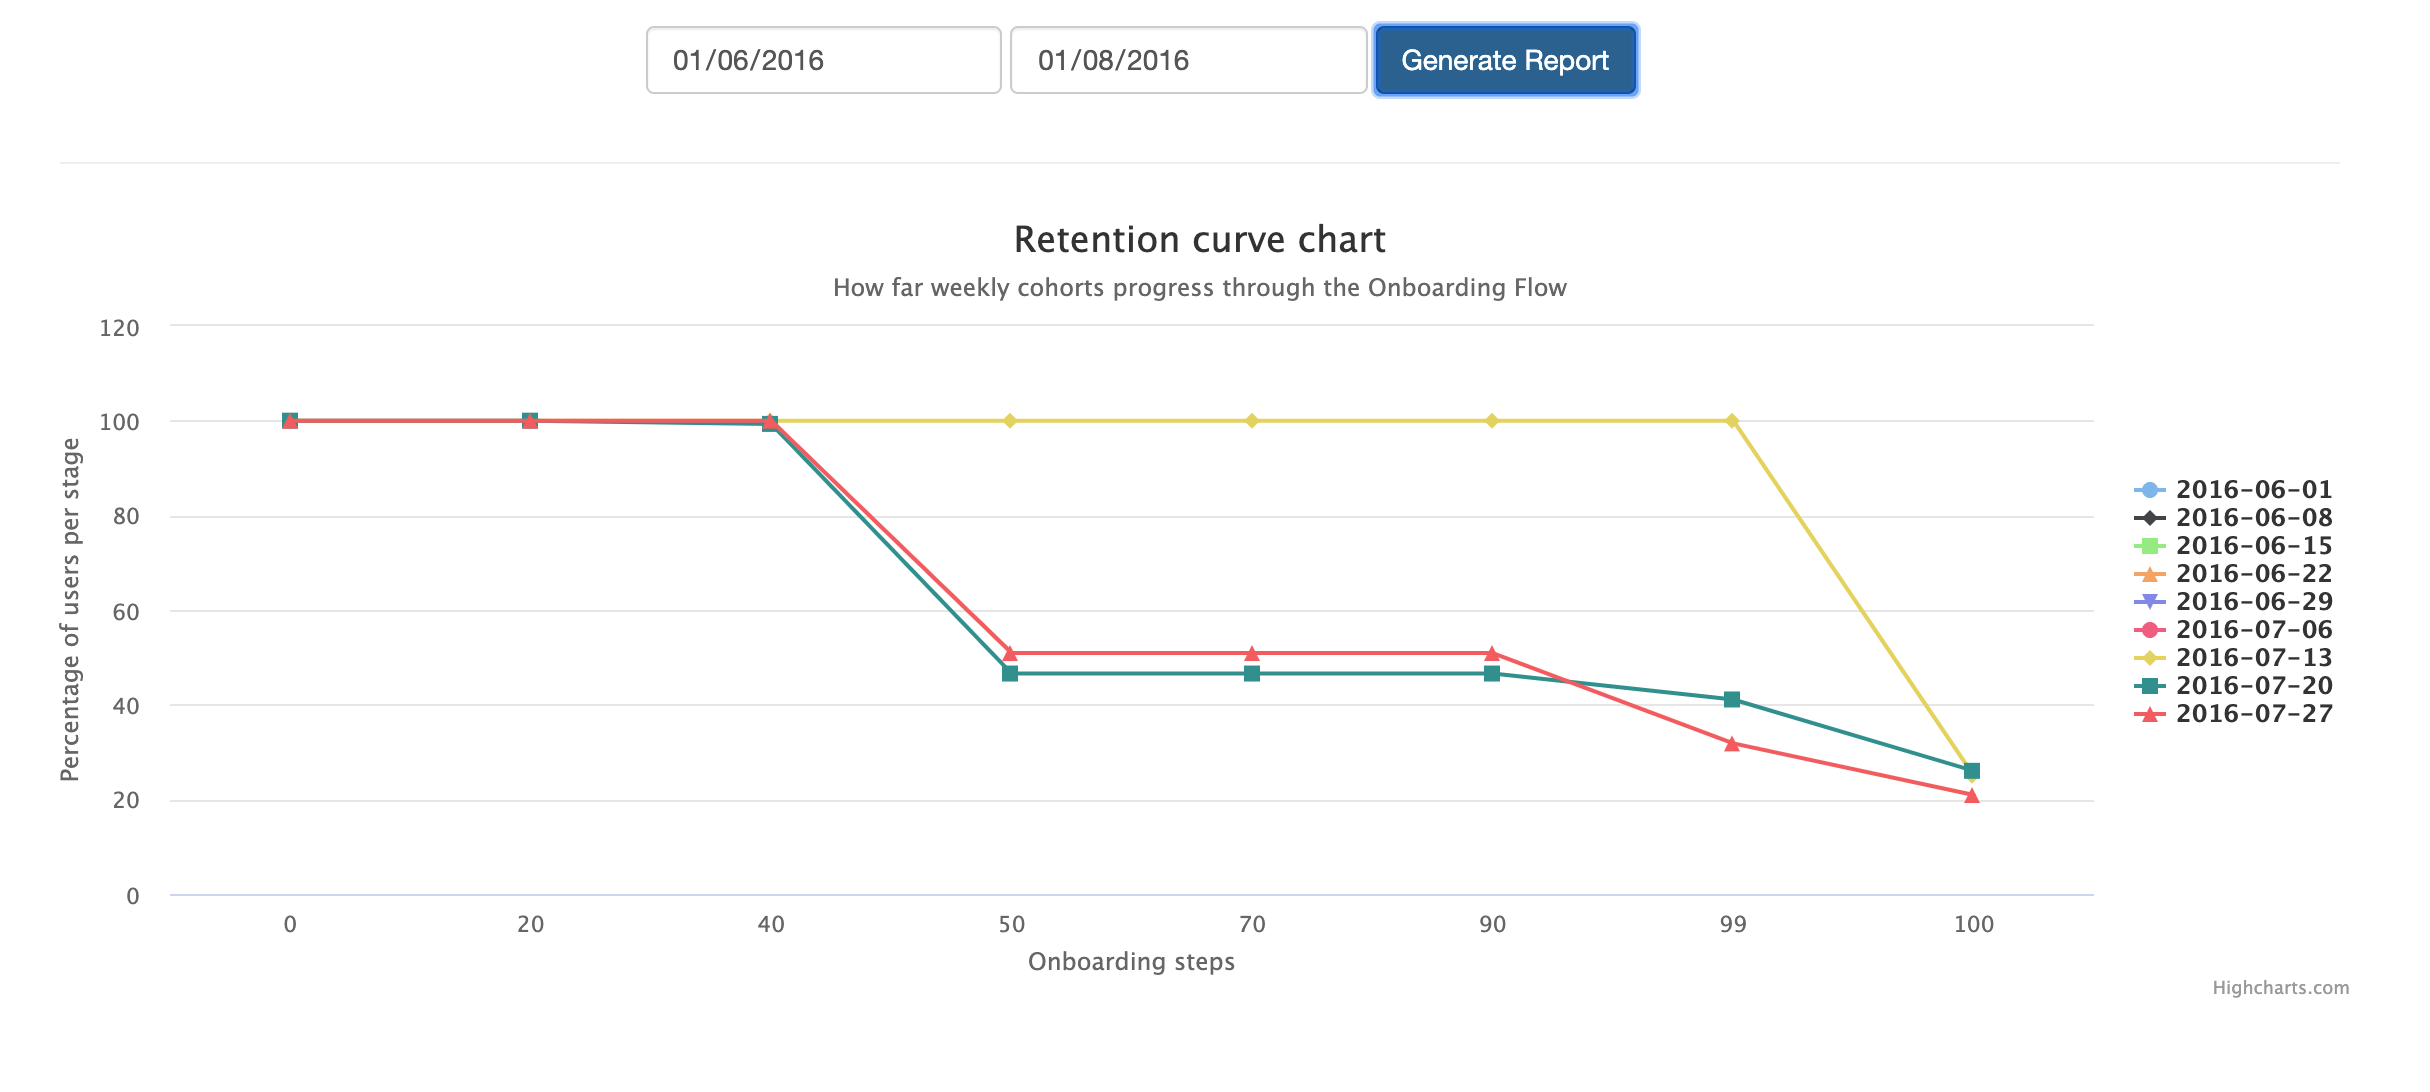 01/06/2016 01/08/2016 Generate Report
Retention curve chart
How far weekly cohorts progress through the Onboarding Flow
Percentage of users per stage
120
100
80
60
40
20
0
0 20 40 50 70 90 99 100
Onboarding steps
2016-06-01
2016-06-08
2016-06-15
2016-06-22
2016-06-29
2016-07-06
2016-07-13
2016-07-20
2016-07-27
Highcharts.com